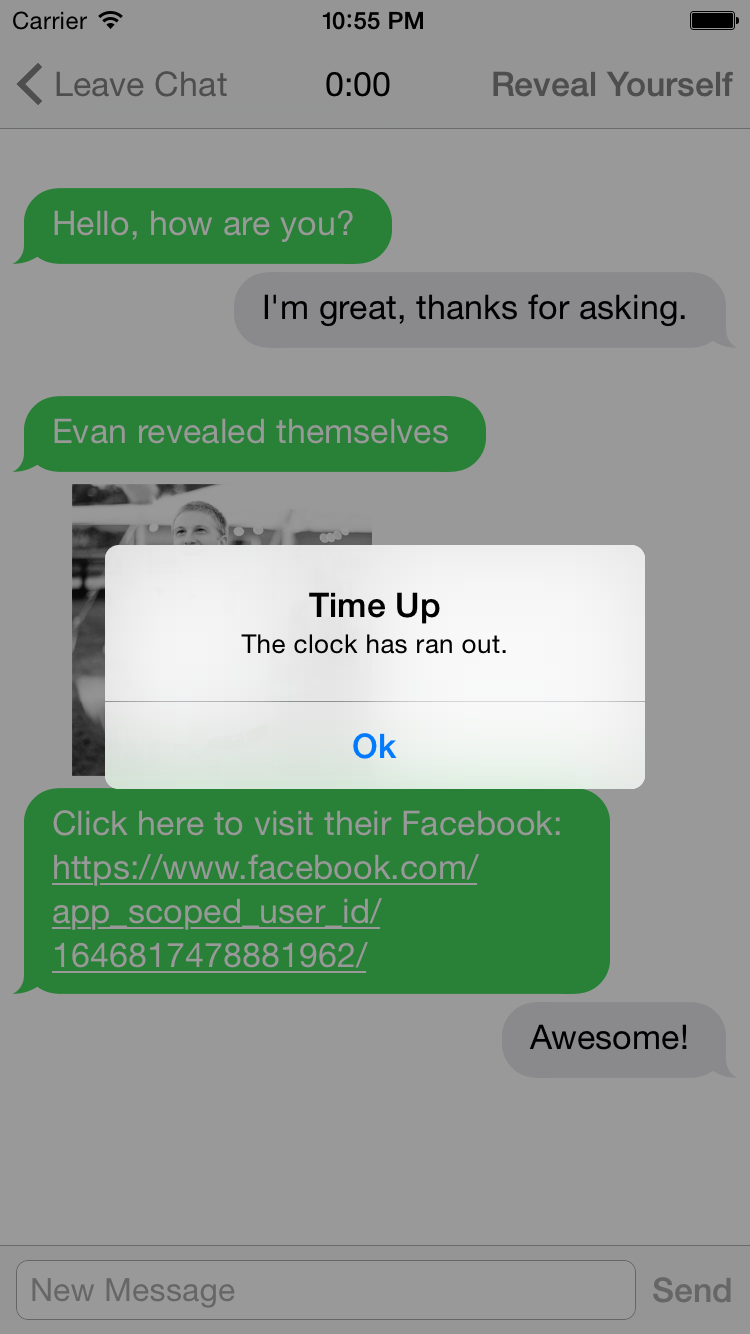 Carrier 10:55 PM
Leave Chat 0:00 Reveal Yourself
Hello, how are you?
I'm great, thanks for asking.
Evan revealed themselves
Time Up
The clock has ran out.
Ok
Click here to visit their Facebook:
https://www.facebook.com/
app_scoped_user_id/
1646817478881962/
Awesome!
New Message Send